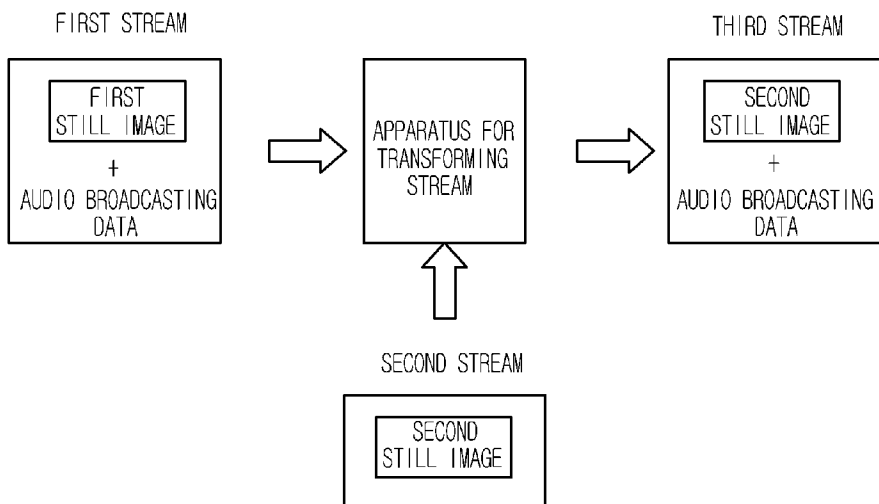 FIRST STREAM
FIRST
STILL IMAGE
+
AUDIO BROADCASTING
DATA
APPARATUS FOR
TRANSFORMING
STREAM
THIRD STREAM
SECOND
STILL IMAGE
+
AUDIO BROADCASTING
DATA
SECOND STREAM
SECOND
STILL IMAGE